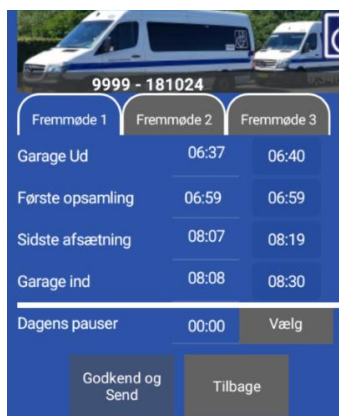 9999 - 181024
Fremmøde 1 Fremmøde 2 Fremmøde 3
Garage Ud 06:37 06:40
Første opsamling 06:59 06:59
Sidste afsætning 08:07 08:19
Garage ind 08:08 08:30
Dagens pauser 00:00 Vælg
Godkend og
Send
Tilbage